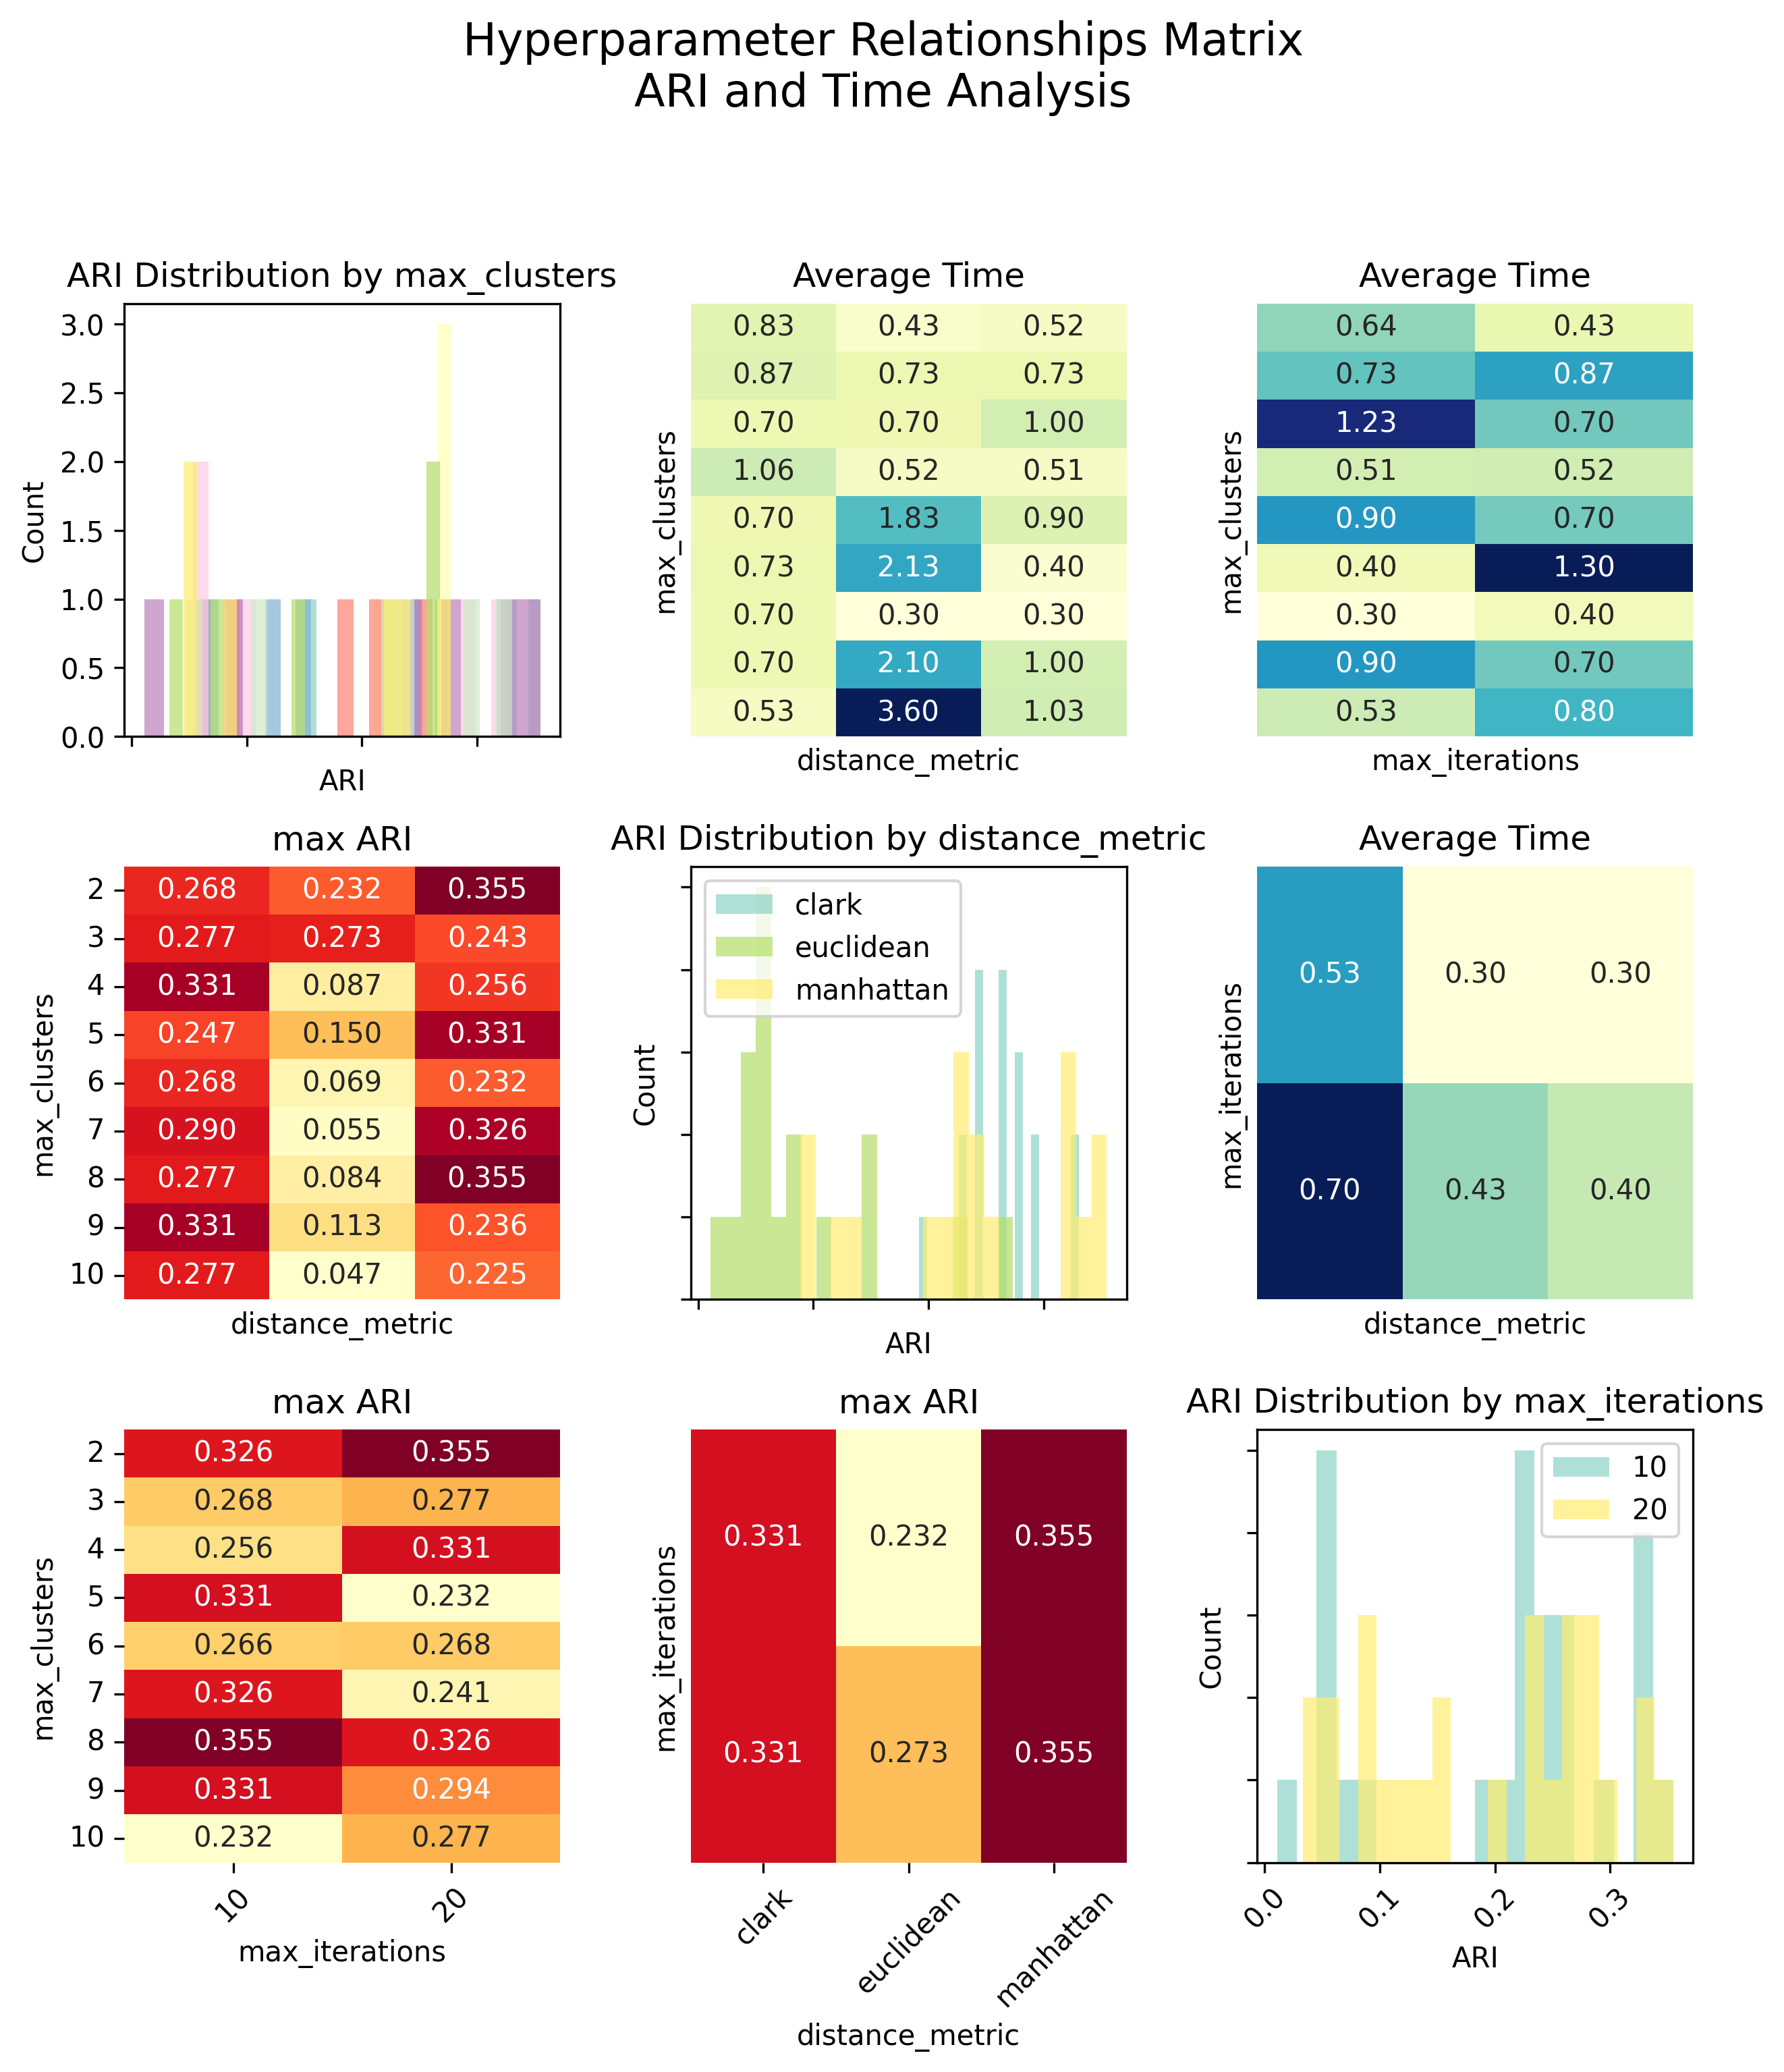 Hyperparameter Relationships Matrix
ARI and Time Analysis
ARI Distribution by max_clusters
3.0
2.5
2.0
1.5
1.0
0.5
0.0
Count
ARI
Average Time
0.83 0.43 0.52
0.87 0.73 0.73
0.70 0.70 1.00
1.06 0.52 0.51
0.70 1.83 0.90
0.73 2.13 0.40
0.70 0.30 0.30
0.70 2.10 1.00
0.53 3.60 1.03
max_clusters
distance_metric
Average Time
0.64 0.43
0.73 0.87
1.23 0.70
0.51 0.52
0.90 0.70
0.40 1.30
0.30 0.40
0.90 0.70
0.53 0.80
max_clusters
max_iterations
max ARI
2 0.268 0.232 0.355
3 0.277 0.273 0.243
4 0.331 0.087 0.256
5 0.247 0.150 0.331
6 0.268 0.069 0.232
7 0.290 0.055 0.326
8 0.277 0.084 0.355
9 0.331 0.113 0.236
10 0.277 0.047 0.225
max_clusters
distance_metric
ARI Distribution by distance_metric
clark
euclidean
manhattan
Count
ARI
Average Time
0.53 0.30 0.30
0.70 0.43 0.40
max_iterations
distance_metric
max ARI
2 0.326 0.355
3 0.268 0.277
4 0.256 0.331
5 0.331 0.232
6 0.266 0.268
7 0.326 0.241
8 0.355 0.326
9 0.331 0.294
10 0.232 0.277
max_clusters
10 20
max_iterations
max ARI
0.331 0.232 0.355
0.331 0.273 0.355
max_iterations
clark euclidean manhattan
distance_metric
ARI Distribution by max_iterations
10
20
Count
0.0 0.1 0.2 0.3
ARI